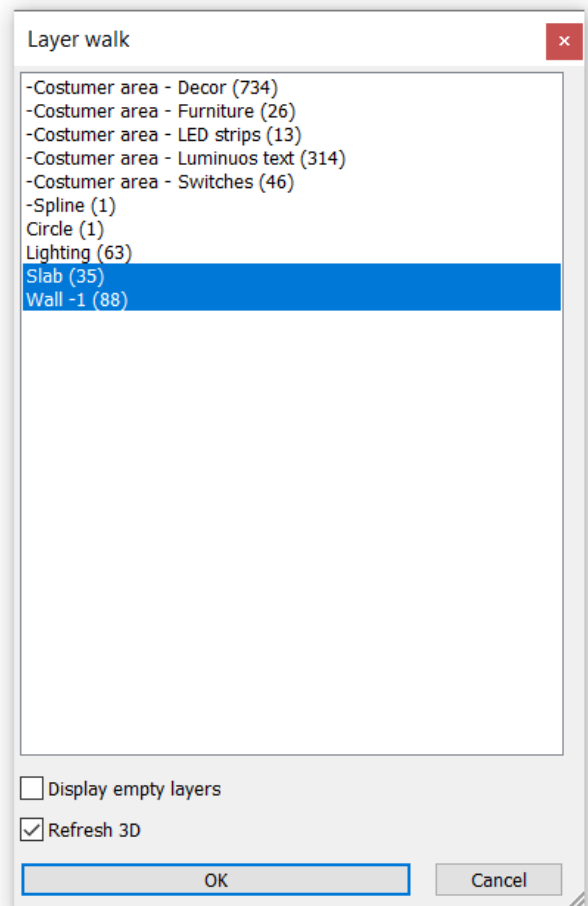 Layer walk
-Costumer area - Decor (734)
-Costumer area - Furniture (26)
-Costumer area - LED strips (13)
-Costumer area - Luminuos text (314)
-Costumer area - Switches (46)
-Spline (1)
Circle (1)
Lighting (63)
Slab (35)
Wall -1 (88)
Display empty layers
Refresh 3D
OK Cancel